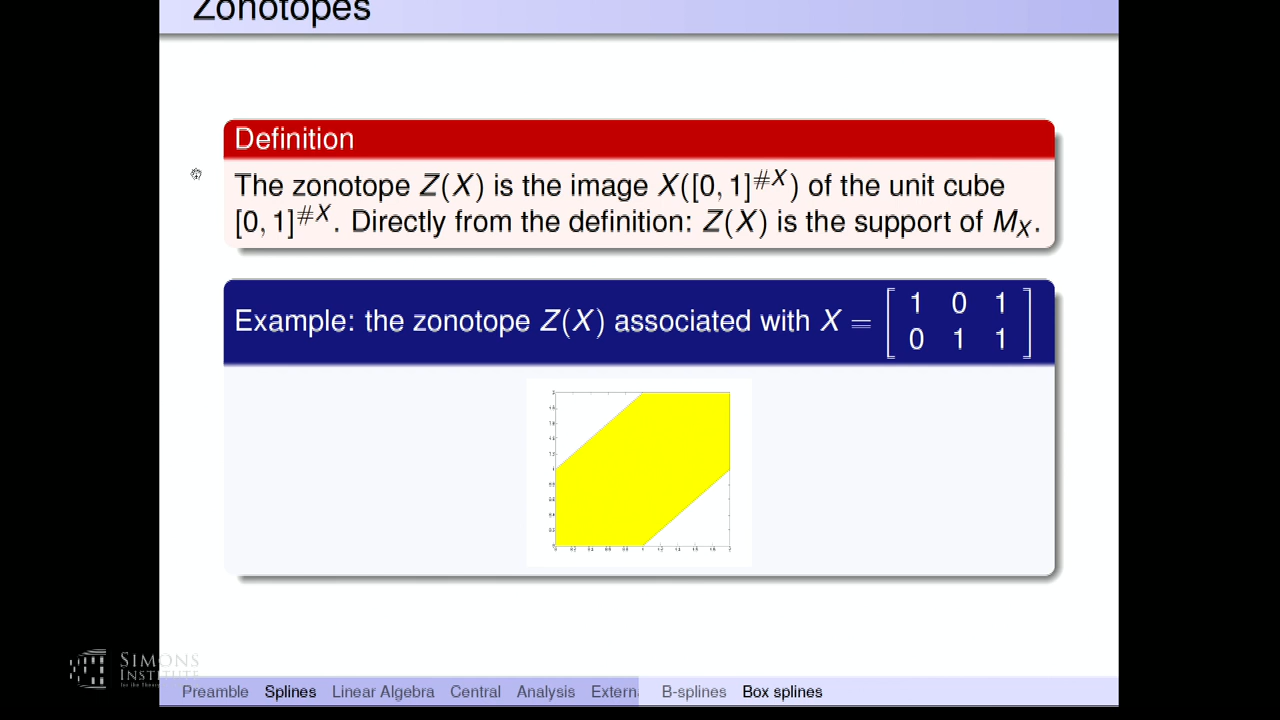 Zonotopes
Definition
The zonotope Z(X) is the image X([0, 1]^{#X}) of the unit cube
[0, 1]^{#X}. Directly from the definition: Z(X) is the support of M_X.
Example: the zonotope Z(X) associated with X = [1 0 1
0 1 1]
SIMONS
INSTITUTE
Preamble Splines Linear Algebra Central Analysis Extern B-splines Box splines